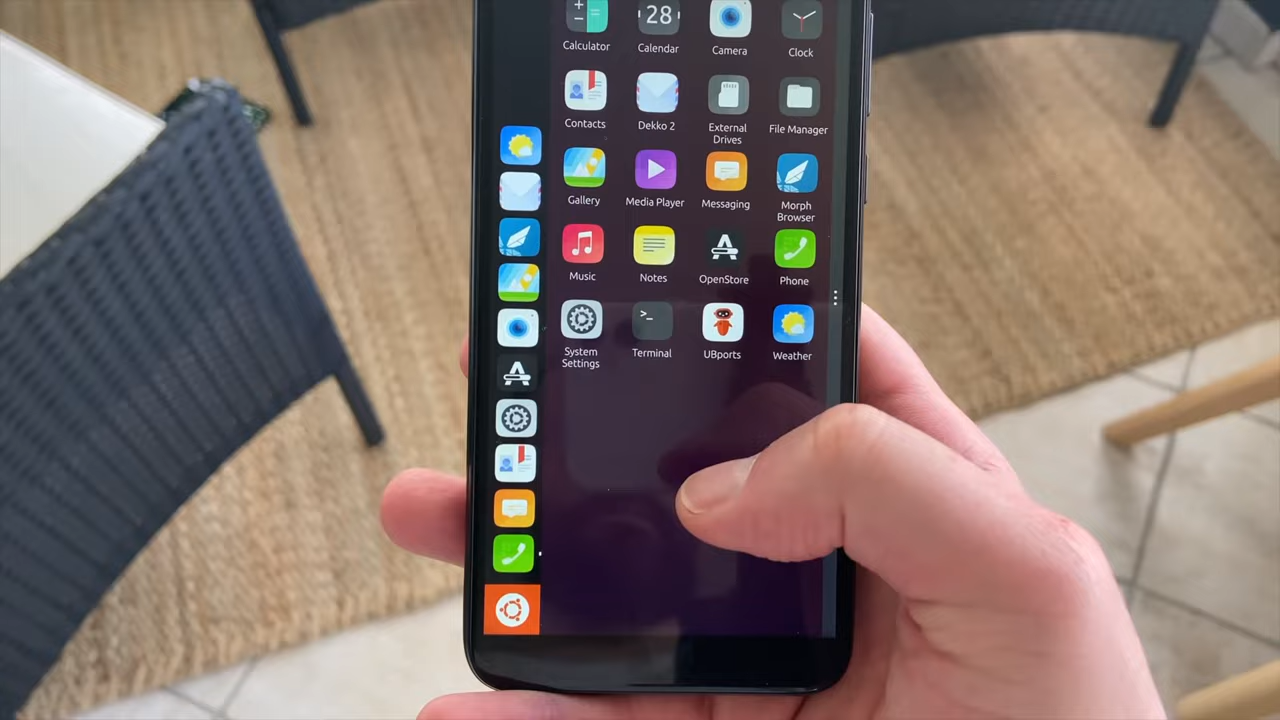 28
Calculator
Calendar
Camera
Clock
Contacts
Dekko 2
External
Drives
File Manager
Gallery
Media Player
Messaging
Morph
Browser
Music
Notes
OpenStore
Phone
>_
System
Settings
Terminal
UBports
Weather